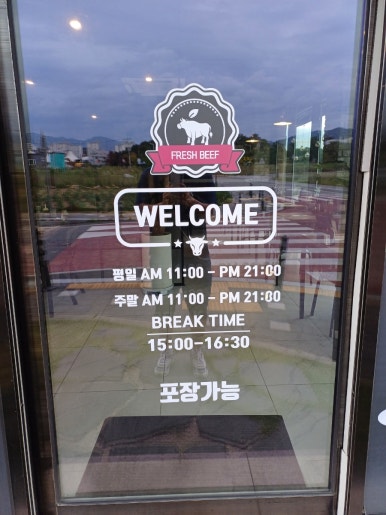 FRESH BEEF
WELCOME
평일 AM 11:00 - PM 21:00
주말 AM 11:00 - PM 21:00
BREAK TIME
15:00-16:30
포장가능